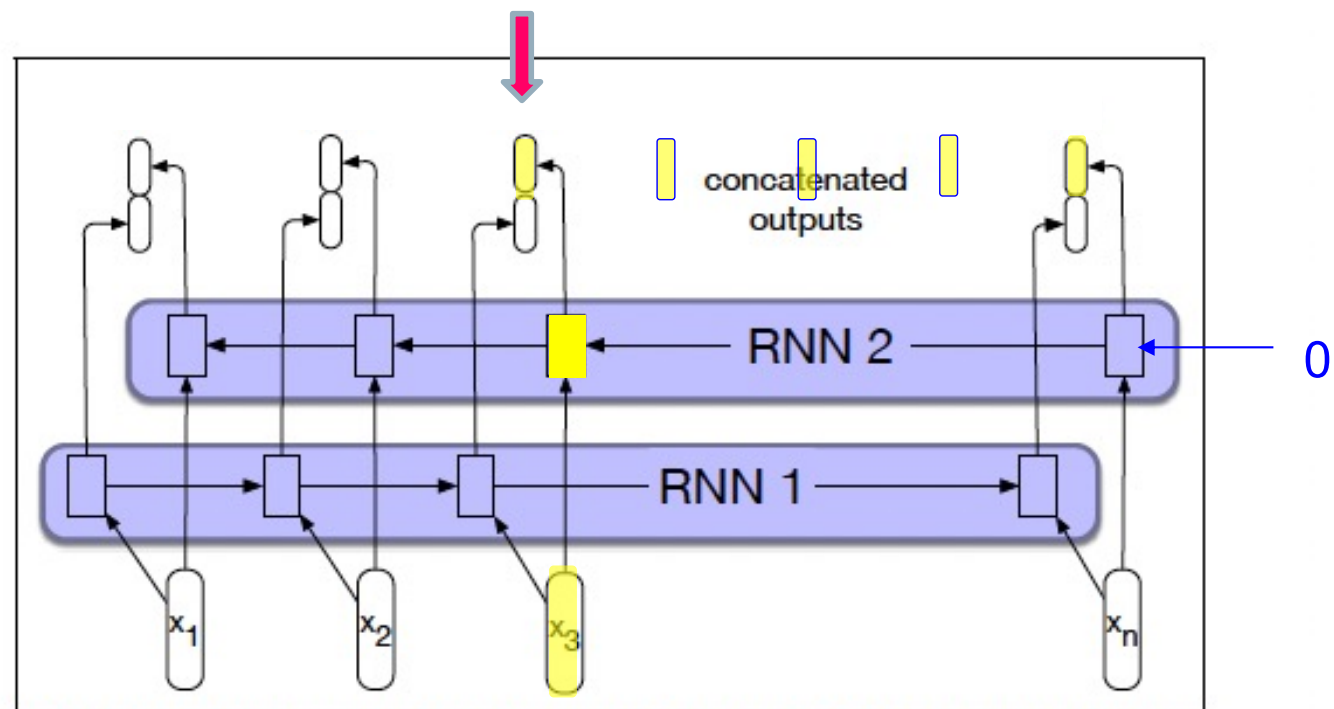 concatenated
outputs
RNN 2
0
RNN 1
x1
x2
x3
xn